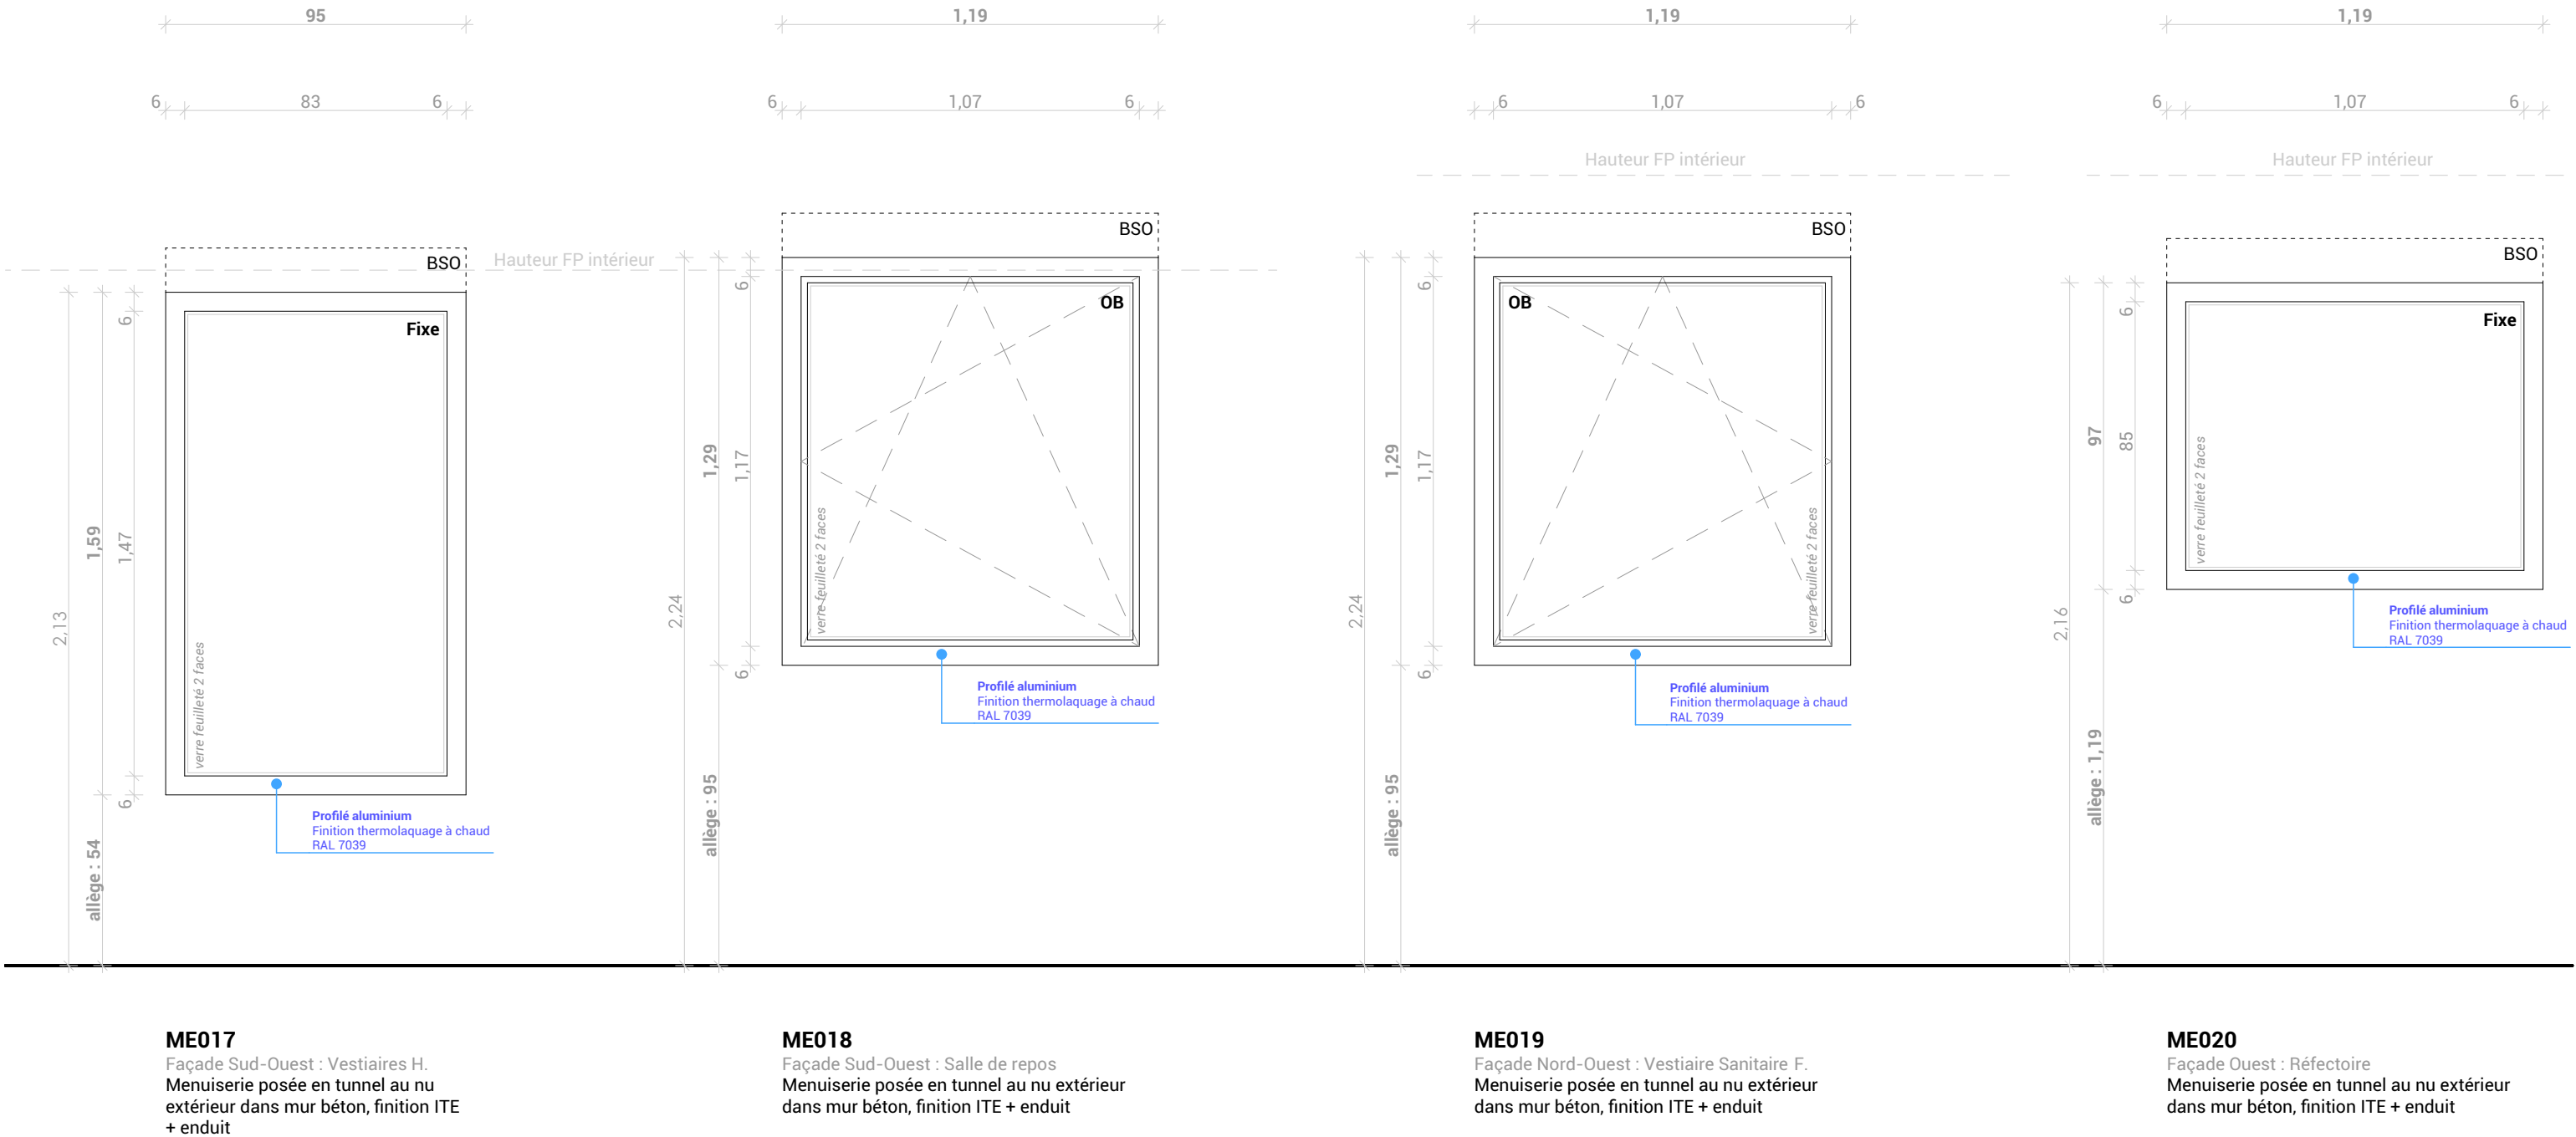 95
6
83
6
BSO
Hauteur FP intérieur
Fixe
6
1,47
6
1,59
2,13
allège : 54
verre feuilleté 2 faces
Profilé aluminium
Finition thermolaquage à chaud
RAL 7039
ME017
Façade Sud-Ouest : Vestiaires H.
Menuiserie posée en tunnel au nu
extérieur dans mur béton, finition ITE
+ enduit
1,19
6
1,07
6
BSO
OB
6
1,17
6
1,29
2,24
allège : 95
verre feuilleté 2 faces
Profilé aluminium
Finition thermolaquage à chaud
RAL 7039
ME018
Façade Sud-Ouest : Salle de repos
Menuiserie posée en tunnel au nu extérieur
dans mur béton, finition ITE + enduit
1,19
6
1,07
6
Hauteur FP intérieur
BSO
OB
6
1,17
6
1,29
2,24
allège : 95
verre feuilleté 2 faces
Profilé aluminium
Finition thermolaquage à chaud
RAL 7039
ME019
Façade Nord-Ouest : Vestiaire Sanitaire F.
Menuiserie posée en tunnel au nu extérieur
dans mur béton, finition ITE + enduit
1,19
6
1,07
6
Hauteur FP intérieur
BSO
Fixe
6
85
6
97
2,16
allège : 1,19
verre feuilleté 2 faces
Profilé aluminium
Finition thermolaquage à chaud
RAL 7039
ME020
Façade Ouest : Réfectoire
Menuiserie posée en tunnel au nu extérieur
dans mur béton, finition ITE + enduit